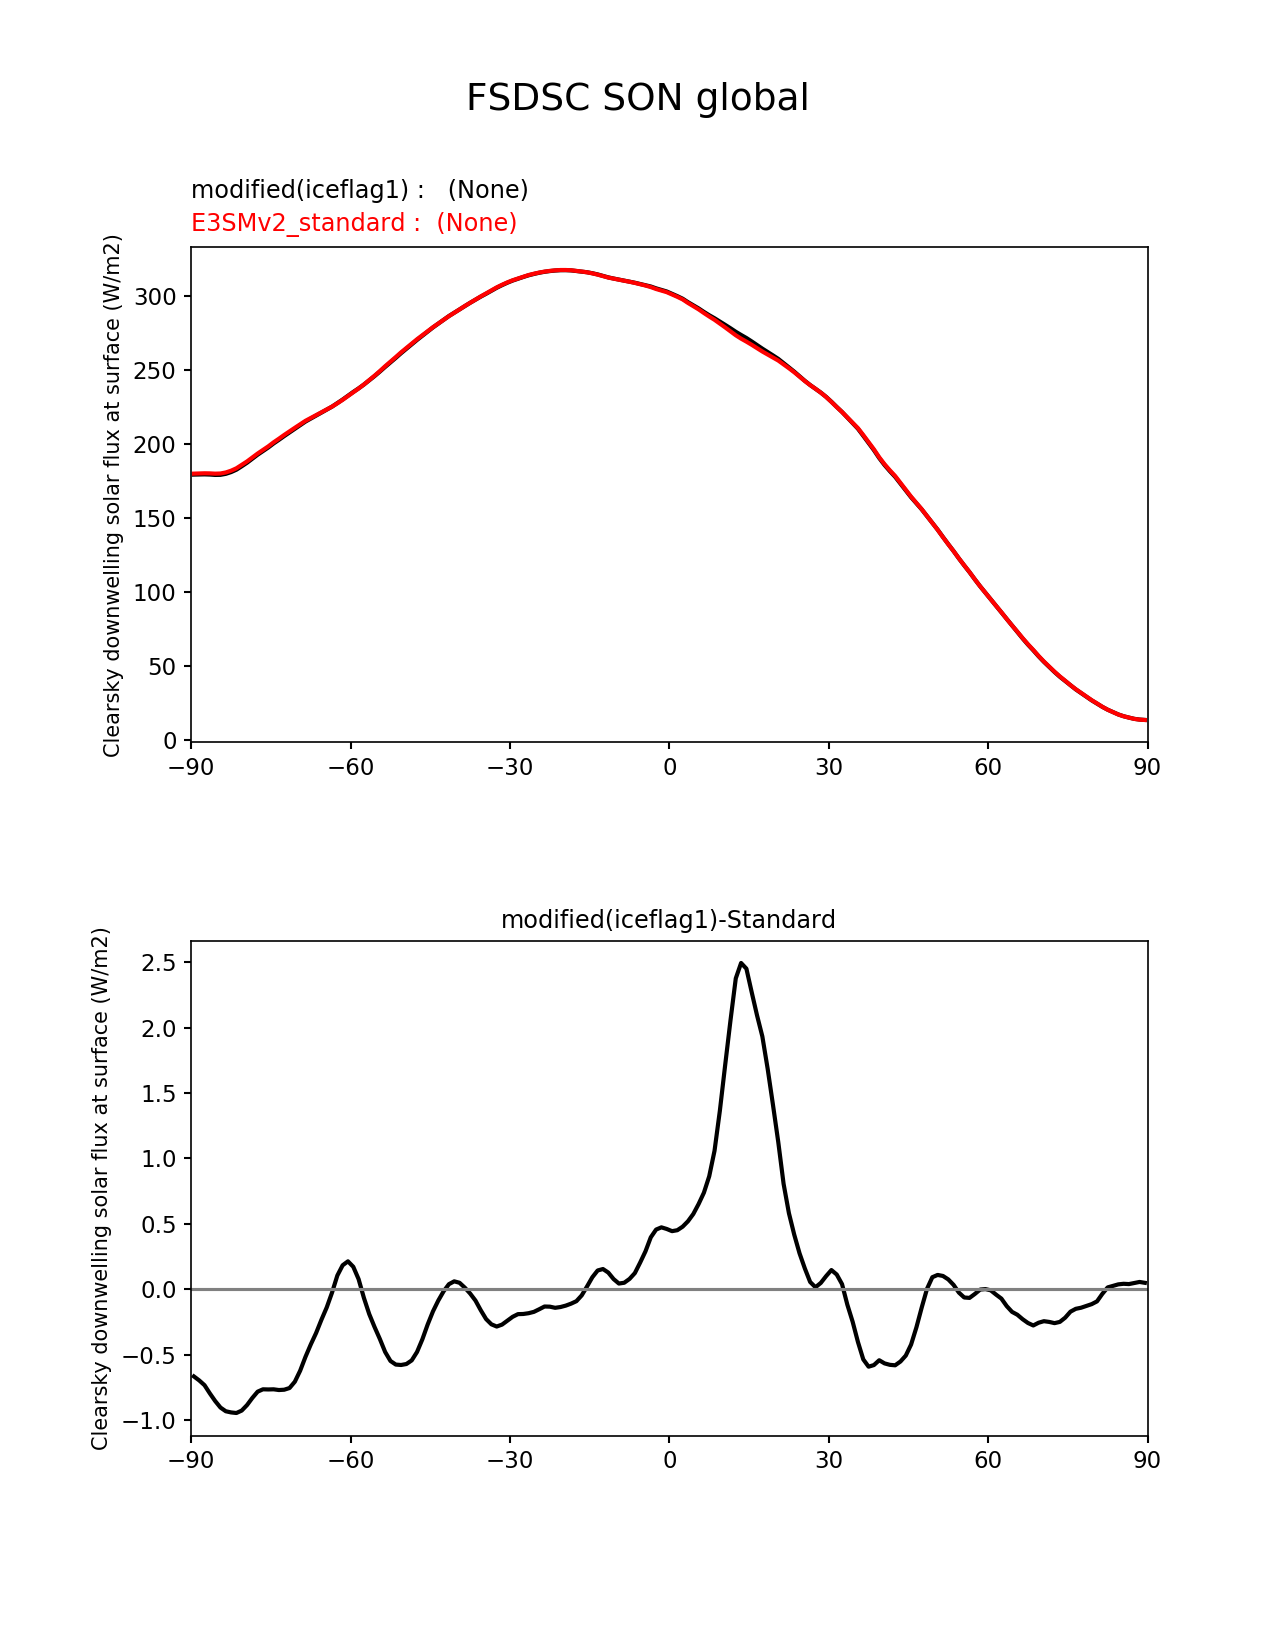 FSDSC SON global
modified(iceflag1) :   (None)
E3SMv2_standard :  (None)
Clearsky downwelling solar flux at surface (W/m2)
300
250
200
150
100
50
0
−90 −60 −30 0 30 60 90
modified(iceflag1)-Standard
Clearsky downwelling solar flux at surface (W/m2)
2.5
2.0
1.5
1.0
0.5
0.0
−0.5
−1.0
−90 −60 −30 0 30 60 90